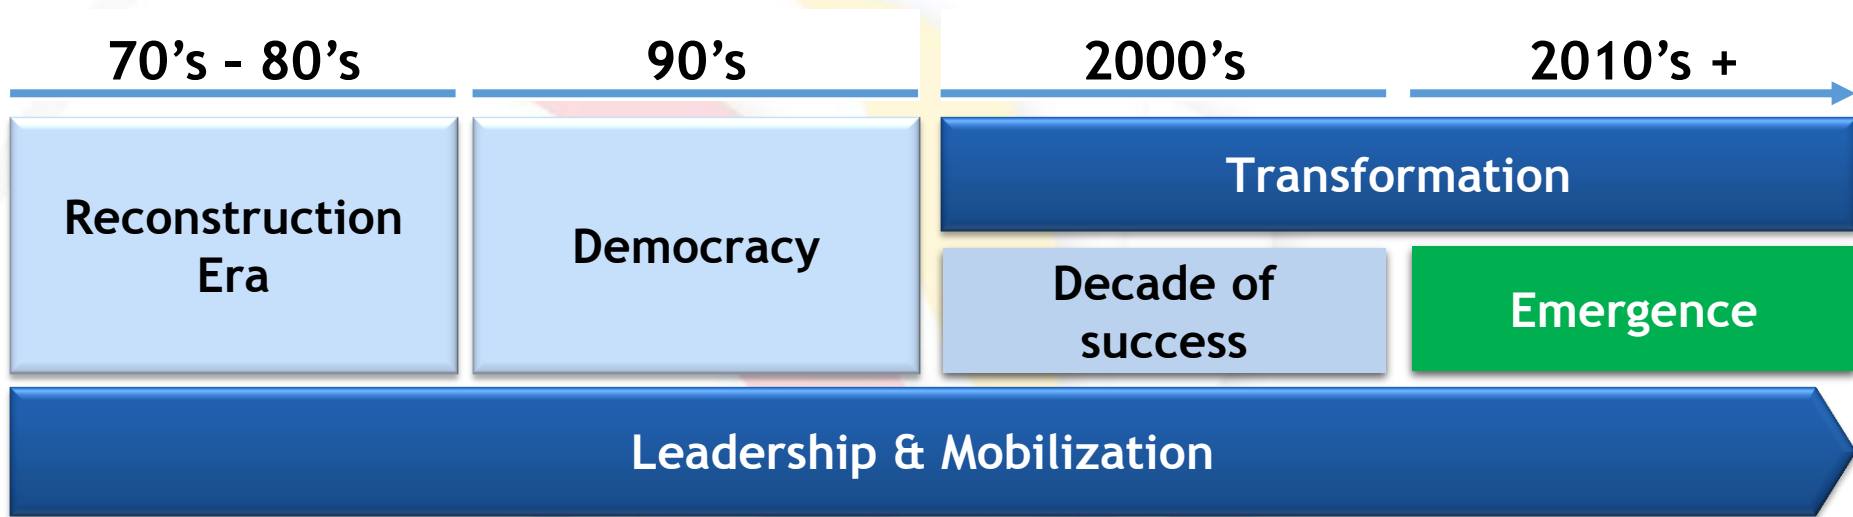 70's - 80's
90's
2000's
2010's +
Reconstruction
Era
Democracy
Transformation
Decade of
success
Emergence
Leadership & Mobilization